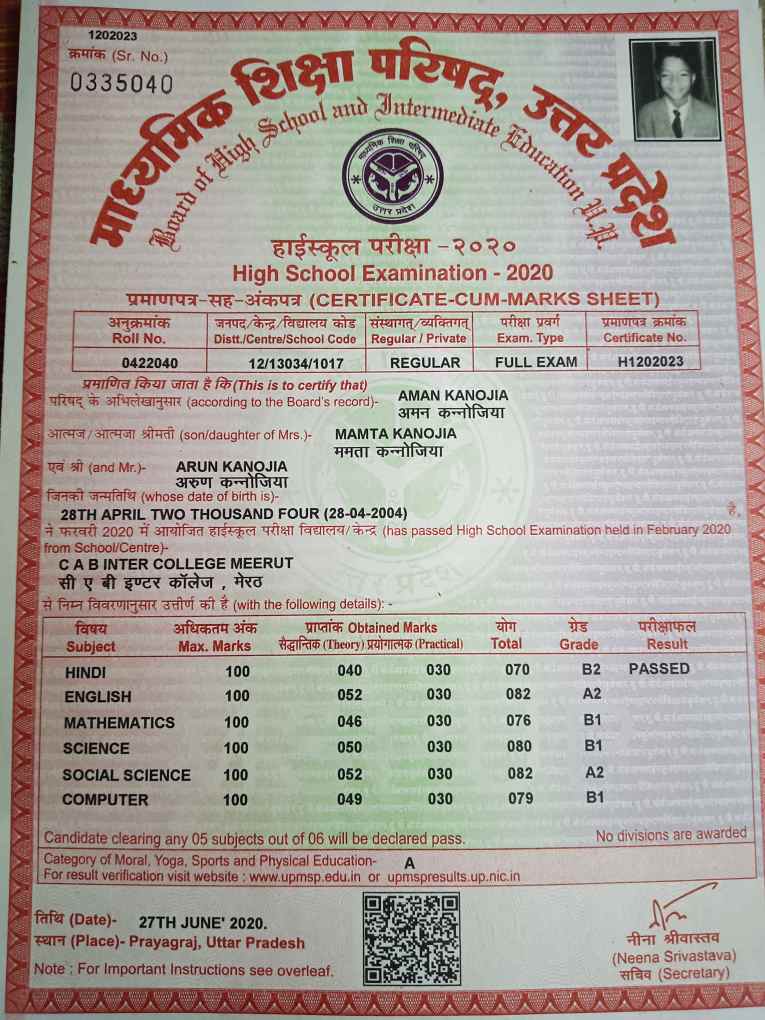 1202023
क्रमांक (Sr. No.)
0335040
माध्यमिक शिक्षा परिषद्, उत्तर प्रदेश
Board of High School and Intermediate Education U.P.
माध्यमिक शिक्षा परिषद्
उत्तर प्रदेश
हाईस्कूल परीक्षा -२०२०
High School Examination - 2020
प्रमाणपत्र-सह-अंकपत्र (CERTIFICATE-CUM-MARKS SHEET)
अनुक्रमांक जनपद/केन्द्र/विद्यालय कोड संस्थागत/व्यक्तिगत परीक्षा प्रवर्ग प्रमाणपत्र क्रमांक
Roll No. Distt./Centre/School Code Regular / Private Exam. Type Certificate No.
0422040 12/13034/1017 REGULAR FULL EXAM H1202023
प्रमाणित किया जाता है कि (This is to certify that)
परिषद् के अभिलेखानुसार (according to the Board's record)- AMAN KANOJIA
अमन कन्नोजिया
आत्मज/आत्मजा श्रीमती (son/daughter of Mrs.)- MAMTA KANOJIA
ममता कन्नोजिया
एवं श्री (and Mr.)- ARUN KANOJIA
अरुण कन्नोजिया
जिनकी जन्मतिथि (whose date of birth is)-
28TH APRIL TWO THOUSAND FOUR (28-04-2004) है,
ने फरवरी 2020 में आयोजित हाईस्कूल परीक्षा विद्यालय/केन्द्र (has passed High School Examination held in February 2020
from School/Centre)-
C A B INTER COLLEGE MEERUT
सी ए बी इण्टर कॉलेज , मेरठ
से निम्न विवरणानुसार उत्तीर्ण की है (with the following details): -
विषय अधिकतम अंक प्राप्तांक Obtained Marks योग ग्रेड परीक्षाफल
Subject Max. Marks सैद्धान्तिक (Theory) प्रयोगात्मक (Practical) Total Grade Result
HINDI 100 040 030 070 B2 PASSED
ENGLISH 100 052 030 082 A2
MATHEMATICS 100 046 030 076 B1
SCIENCE 100 050 030 080 B1
SOCIAL SCIENCE 100 052 030 082 A2
COMPUTER 100 049 030 079 B1
Candidate clearing any 05 subjects out of 06 will be declared pass. No divisions are awarded
Category of Moral, Yoga, Sports and Physical Education- A
For result verification visit website : www.upmsp.edu.in or upmspresults.up.nic.in
तिथि (Date)- 27TH JUNE' 2020.
स्थान (Place)- Prayagraj, Uttar Pradesh
Note : For Important Instructions see overleaf.
नीना श्रीवास्तव
(Neena Srivastava)
सचिव (Secretary)